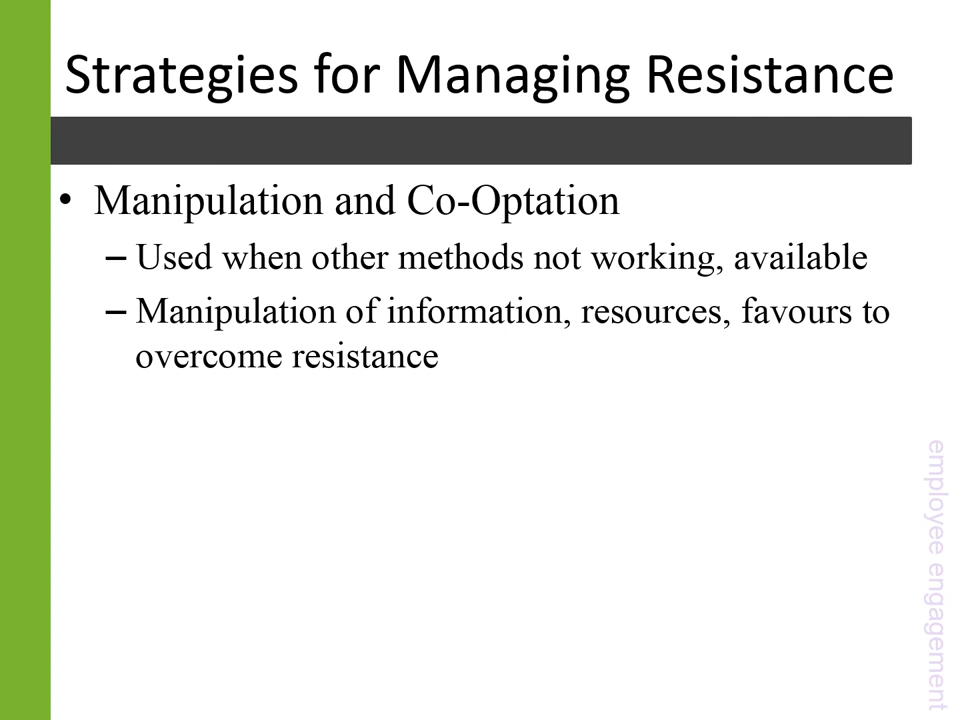 Strategies for Managing Resistance
• Manipulation and Co-Optation
– Used when other methods not working, available
– Manipulation of information, resources, favours to
overcome resistance
employee engagement